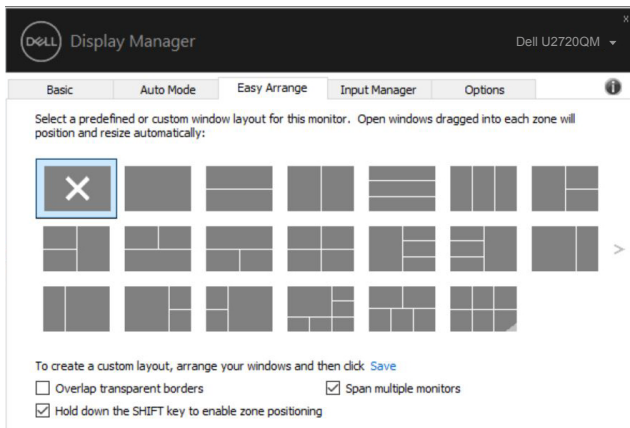 x
DELL Display Manager Dell U2720QM
Basic Auto Mode Easy Arrange Input Manager Options i
Select a predefined or custom window layout for this monitor. Open windows dragged into each zone will
position and resize automatically:
>
To create a custom layout, arrange your windows and then click Save
Overlap transparent borders Span multiple monitors
Hold down the SHIFT key to enable zone positioning